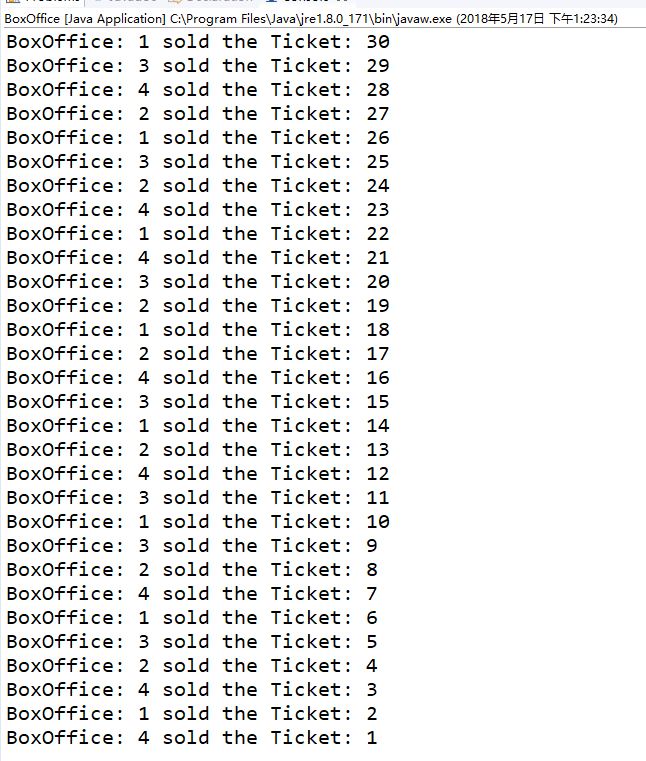 BoxOffice [Java Application] C:\Program Files\Java\jre1.8.0_171\bin\javaw.exe (2018年5月17日 下午1:23:34)
BoxOffice: 1 sold the Ticket: 30
BoxOffice: 3 sold the Ticket: 29
BoxOffice: 4 sold the Ticket: 28
BoxOffice: 2 sold the Ticket: 27
BoxOffice: 1 sold the Ticket: 26
BoxOffice: 3 sold the Ticket: 25
BoxOffice: 2 sold the Ticket: 24
BoxOffice: 4 sold the Ticket: 23
BoxOffice: 1 sold the Ticket: 22
BoxOffice: 4 sold the Ticket: 21
BoxOffice: 3 sold the Ticket: 20
BoxOffice: 2 sold the Ticket: 19
BoxOffice: 1 sold the Ticket: 18
BoxOffice: 2 sold the Ticket: 17
BoxOffice: 4 sold the Ticket: 16
BoxOffice: 3 sold the Ticket: 15
BoxOffice: 1 sold the Ticket: 14
BoxOffice: 2 sold the Ticket: 13
BoxOffice: 4 sold the Ticket: 12
BoxOffice: 3 sold the Ticket: 11
BoxOffice: 1 sold the Ticket: 10
BoxOffice: 3 sold the Ticket: 9
BoxOffice: 2 sold the Ticket: 8
BoxOffice: 4 sold the Ticket: 7
BoxOffice: 1 sold the Ticket: 6
BoxOffice: 3 sold the Ticket: 5
BoxOffice: 2 sold the Ticket: 4
BoxOffice: 4 sold the Ticket: 3
BoxOffice: 1 sold the Ticket: 2
BoxOffice: 4 sold the Ticket: 1